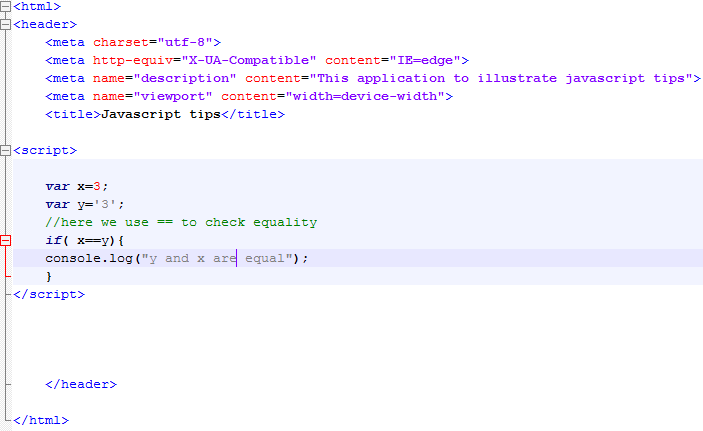 <html>
<header>
<meta charset="utf-8">
<meta http-equiv="X-UA-Compatible" content="IE=edge">
<meta name="description" content="This application to illustrate javascript tips">
<meta name="viewport" content="width=device-width">
<title>Javascript tips</title>
<script>
var x=3;
var y='3';
//here we use == to check equality
if( x==y){
console.log("y and x are equal");
}
</script>
</header>
</html>